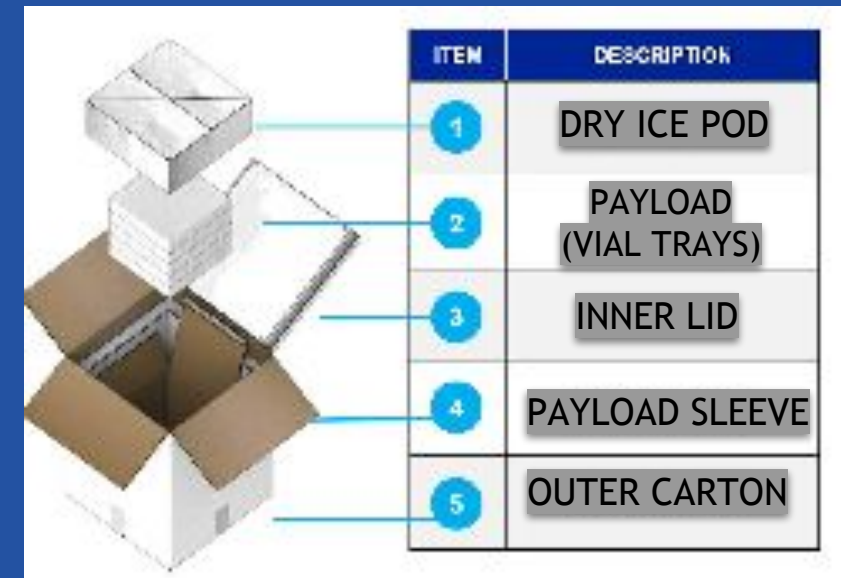 ITEM DESCRIPTION
1 DRY ICE POD
2 PAYLOAD
(VIAL TRAYS)
3 INNER LID
4 PAYLOAD SLEEVE
5 OUTER CARTON